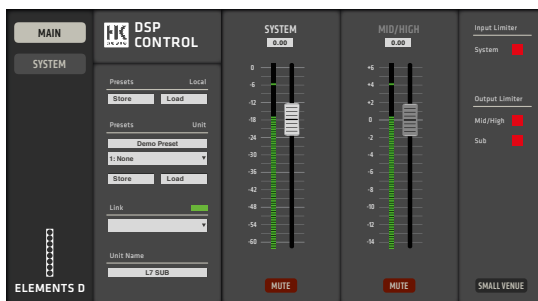 MAIN
SYSTEM
ELEMENTS D
HK
AUDIO
DSP
CONTROL
Presets Local
Store Load
Presets Unit
Demo Preset
1: None
Store Load
Link
Unit Name
L7 SUB
SYSTEM
0.00
0
-6
-12
-18
-24
-30
-36
-42
-48
-54
-60
MUTE
MID/HIGH
0.00
+6
+4
+2
0
-2
-4
-6
-8
-10
-12
-14
MUTE
Input Limiter
System
Output Limiter
Mid/High
Sub
SMALL VENUE